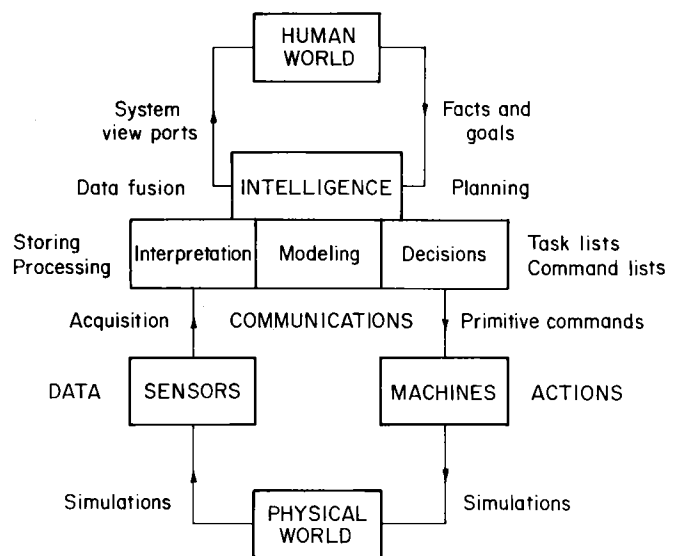 HUMAN
WORLD
System
view ports
Facts and
goals
Data fusion
INTELLIGENCE
Planning
Storing
Processing
Interpretation
Modeling
Decisions
Task lists
Command lists
Acquisition
COMMUNICATIONS
Primitive commands
DATA
SENSORS
MACHINES
ACTIONS
Simulations
PHYSICAL
WORLD
Simulations